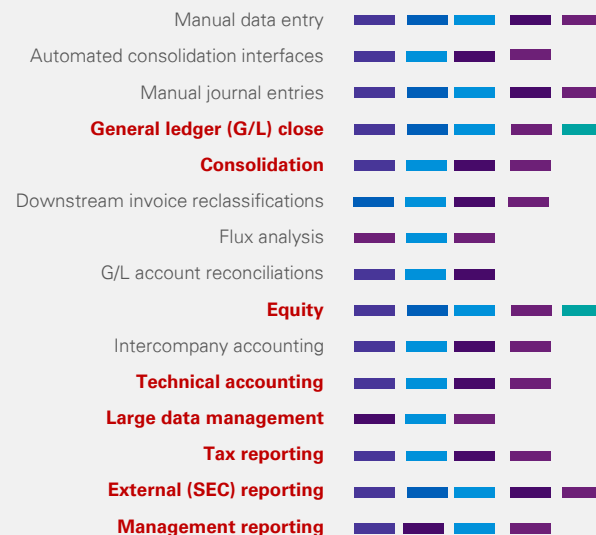 Manual data entry
Automated consolidation interfaces
Manual journal entries
General ledger (G/L) close
Consolidation
Downstream invoice reclassifications
Flux analysis
G/L account reconciliations
Equity
Intercompany accounting
Technical accounting
Large data management
Tax reporting
External (SEC) reporting
Management reporting